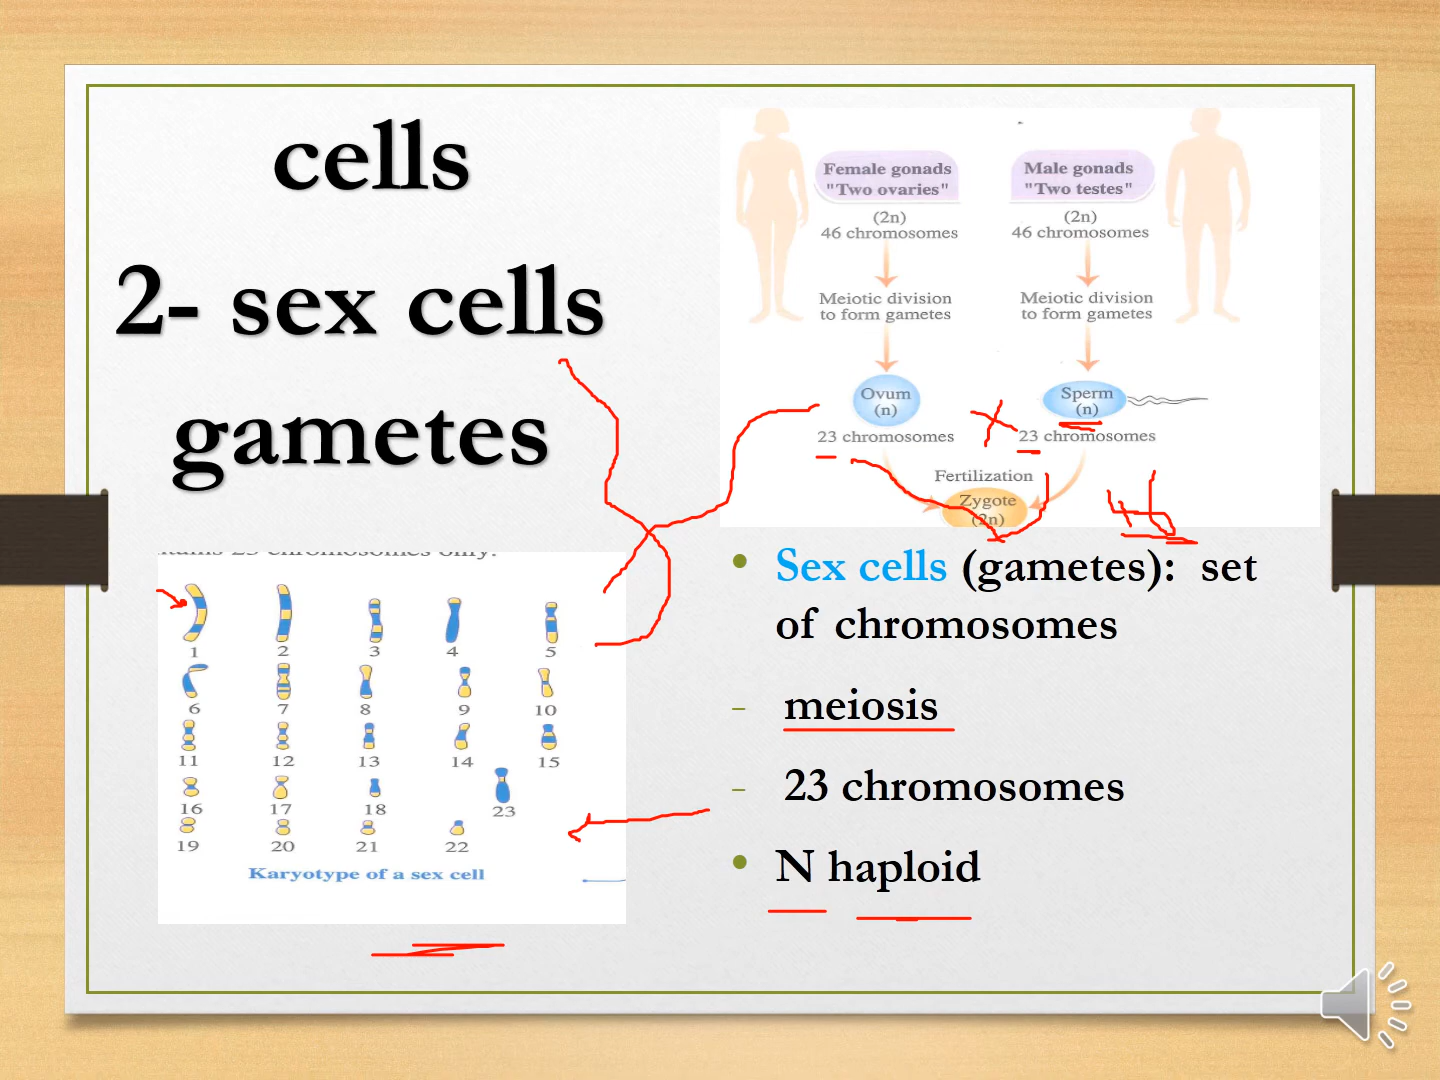 cells
2- sex cells
gametes
Female gonads
"Two ovaries"
(2n)
46 chromosomes
Meiotic division
to form gametes
Ovum
(n)
23 chromosomes
Male gonads
"Two testes"
(2n)
46 chromosomes
Meiotic division
to form gametes
Sperm
(n)
23 chromosomes
Fertilization
Zygote
(2n)
23 chromosomes only.
1 2 3 4 5
6 7 8 9 10
11 12 13 14 15
16 17 18 23
19 20 21 22
Karyotype of a sex cell
• Sex cells (gametes): set
of chromosomes
- meiosis
- 23 chromosomes
• N haploid